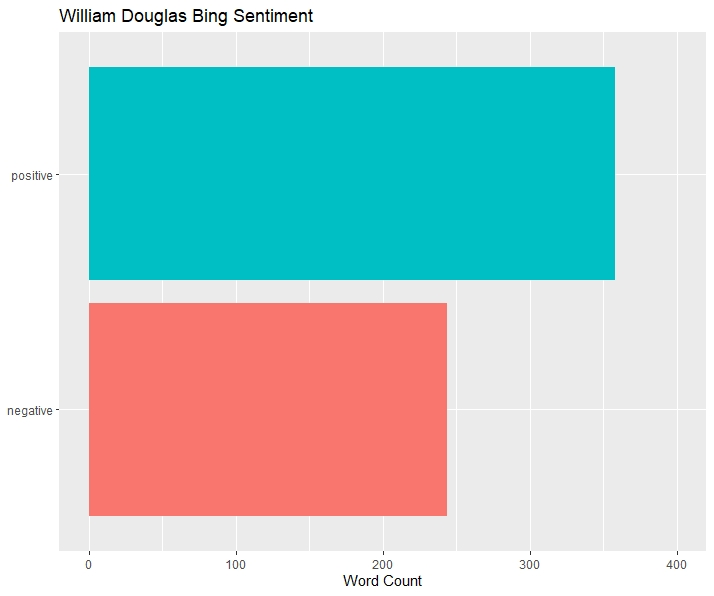 William Douglas Bing Sentiment
positive
negative
0 100 200 300 400
Word Count